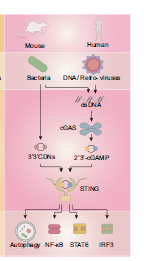 Mouse Human
Bacteria DNA/Retro- viruses
dsDNA
cGAS
3'3'CDNs 2'3'-cGAMP
STING
Autophagy NF-κB STAT6 IRF3